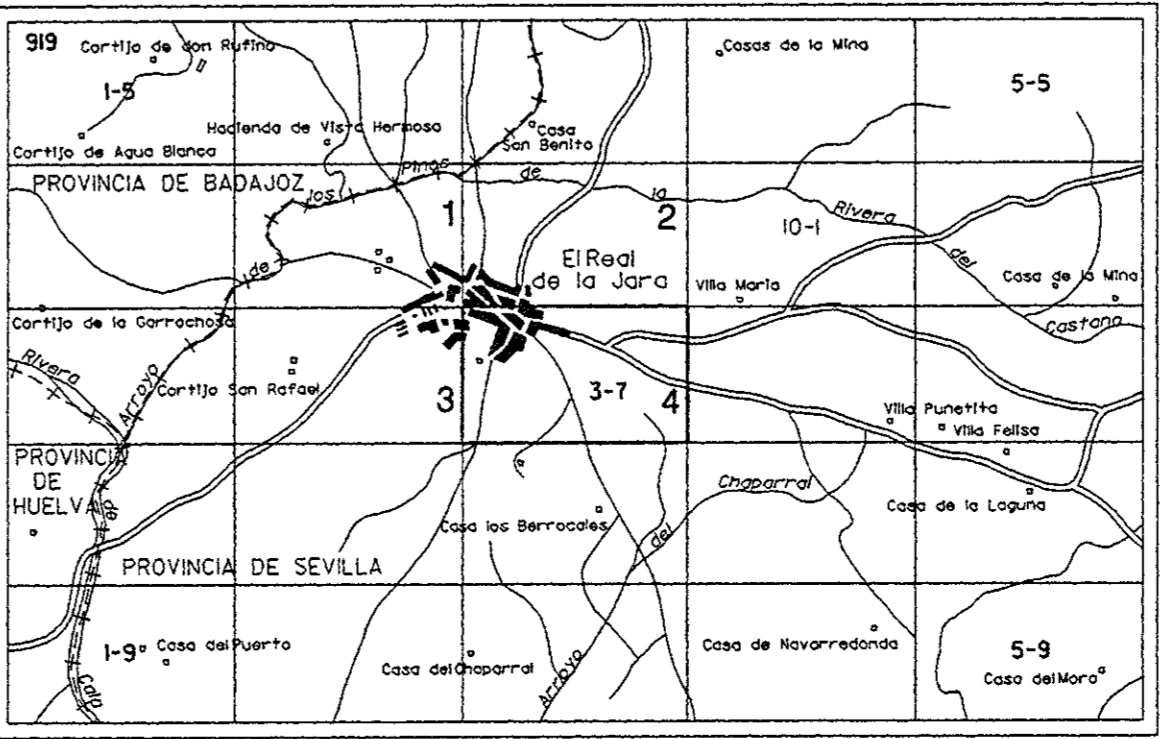 919
Cortijo de don Rufino
Casas de la Mina
1-5
5-5
Hacienda de Vista Hermosa
Casa
San Benito
Cortijo de Agua Blanca
PROVINCIA DE BADAJOZ
Arroyo de los Pinos
1
2
10-1
Rivera de la
Rivera del Castano
El Real
de la Jara
Villa Maria
Casa de la Mina
Cortijo de la Garrachosa
Cortijo San Rafael
3
3-7
4
Villa Punetita
Villa Felisa
PROVINCIA
DE
HUELVA
Rivera de Cala
Chaparral
Casa de la Laguna
Casa los Berrocales
PROVINCIA DE SEVILLA
1-9
Casa del Puerto
Casa del Chaparral
Arroyo del
Casa de Navarredonda
5-9
Casa del Moro